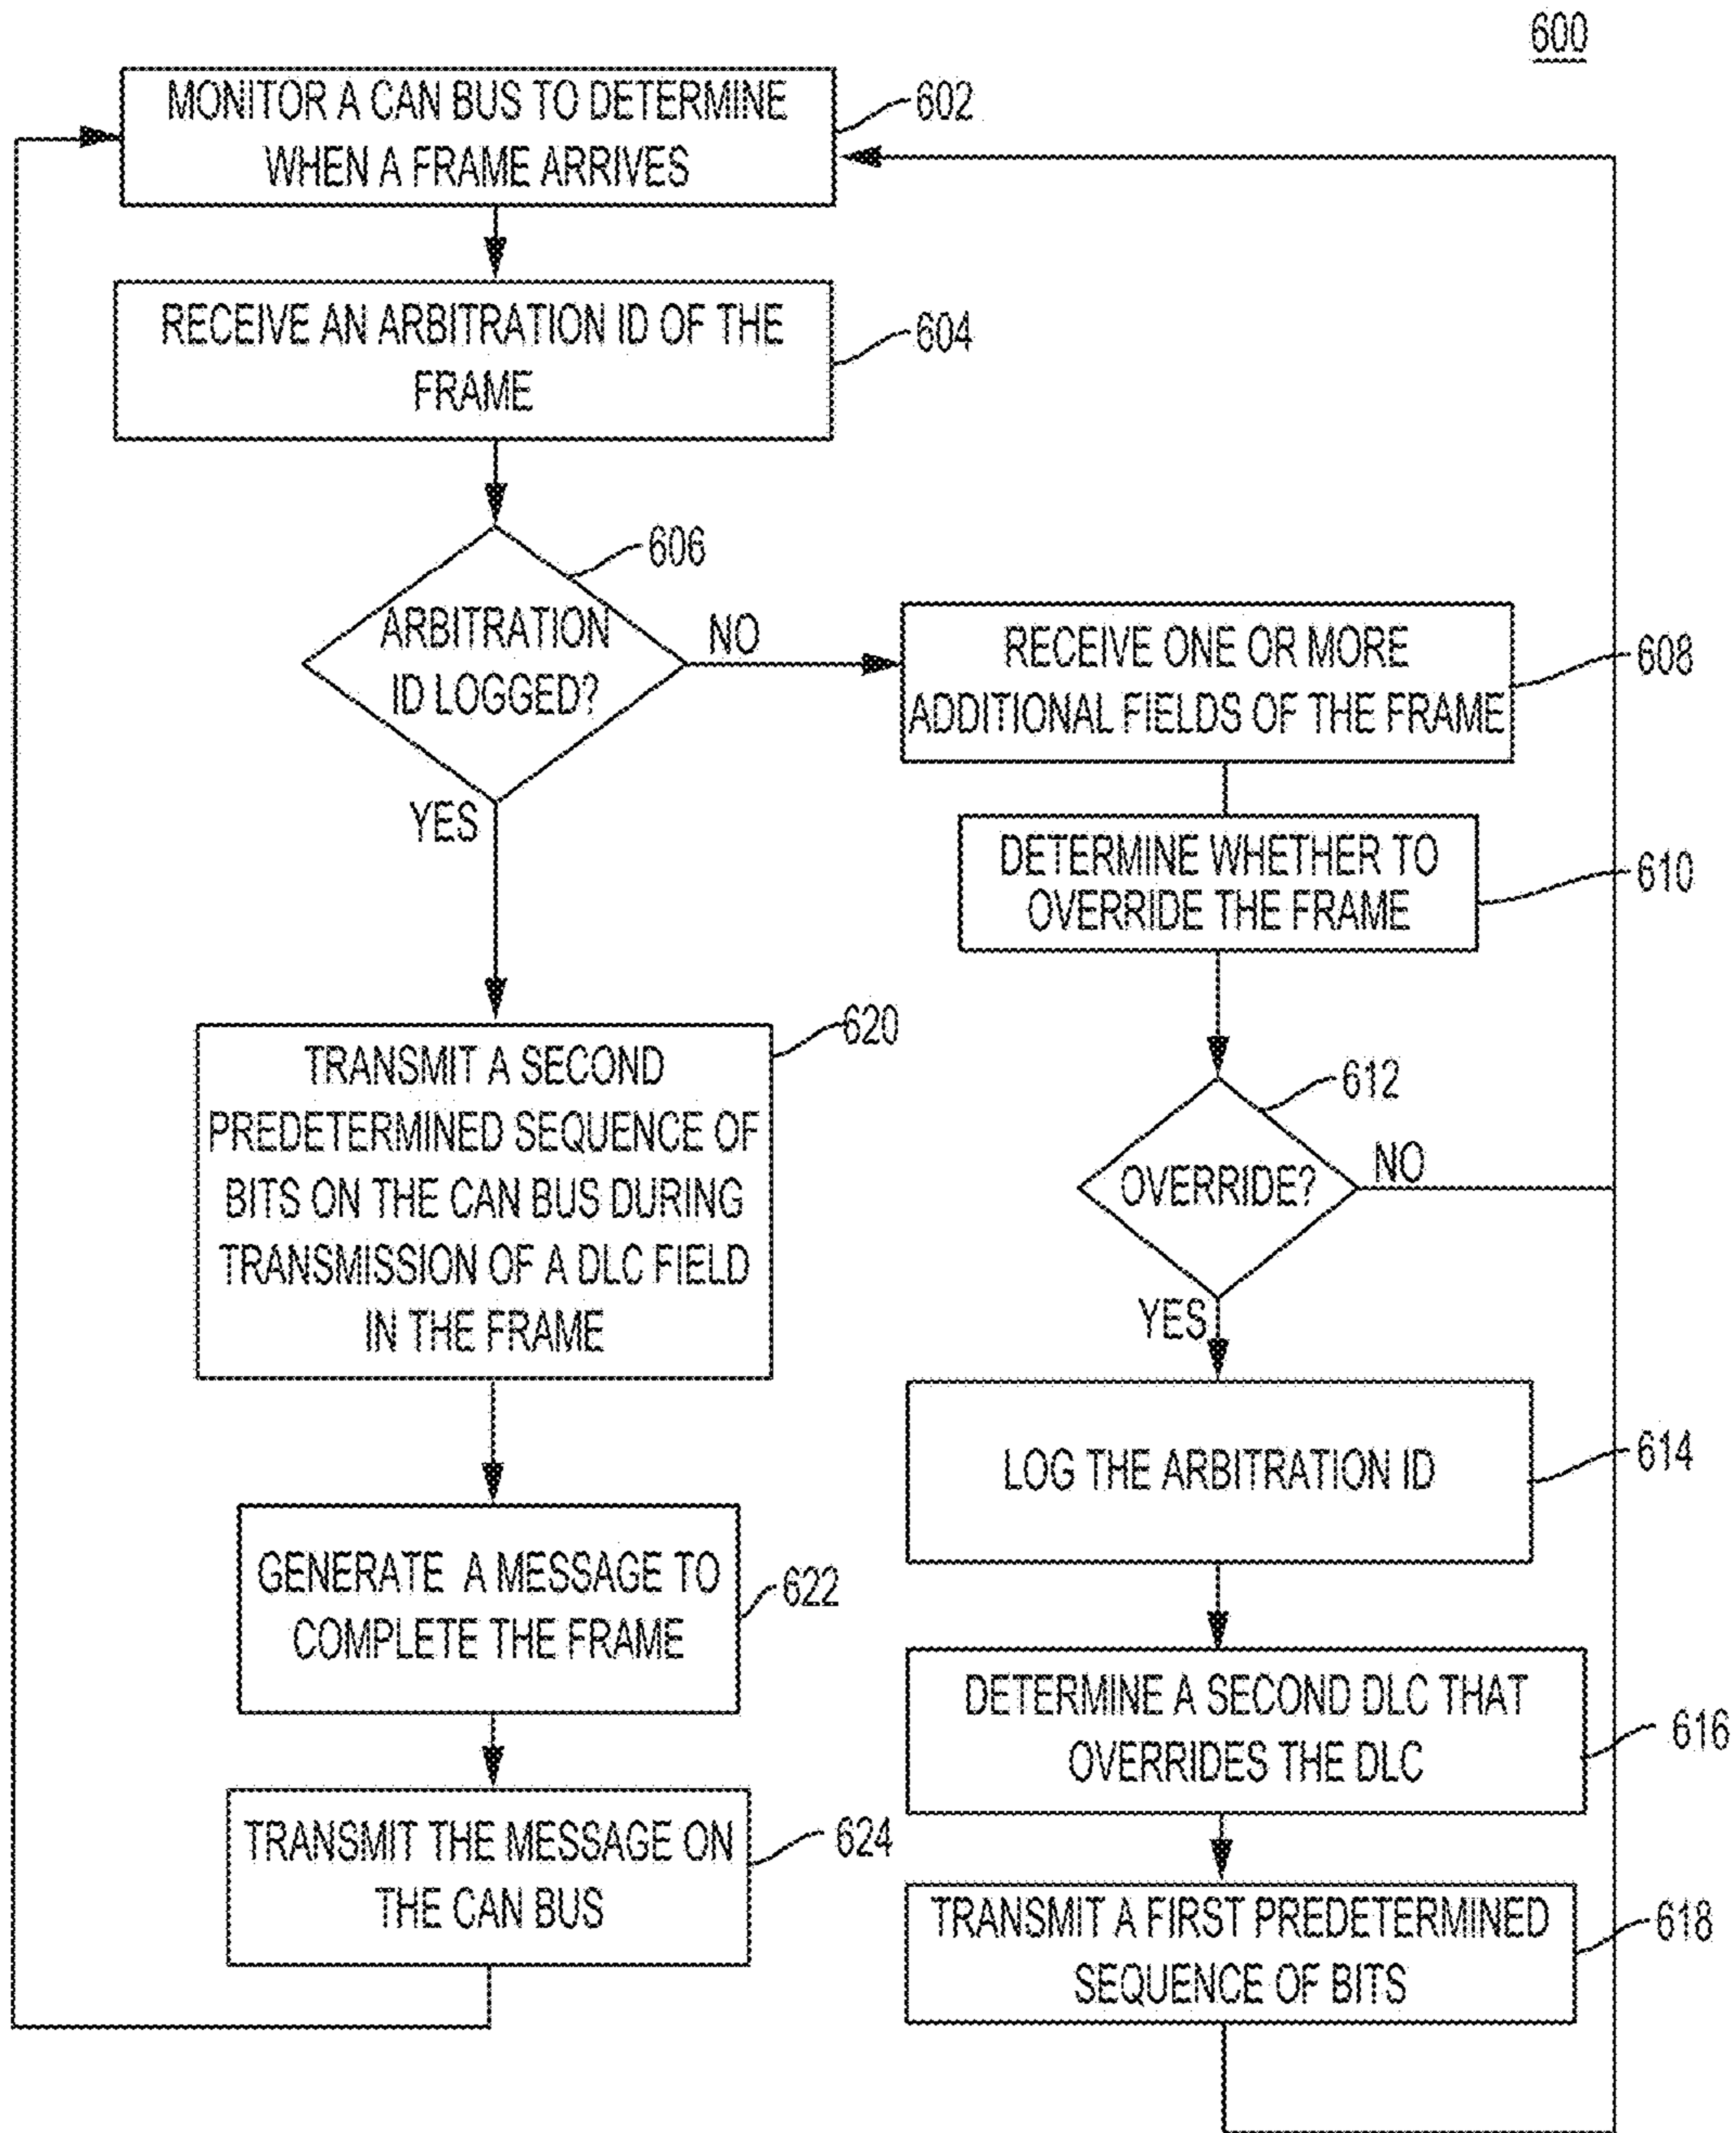 600
MONITOR A CAN BUS TO DETERMINE
WHEN A FRAME ARRIVES
602
RECEIVE AN ARBITRATION ID OF THE
FRAME
604
ARBITRATION
ID LOGGED?
606
NO
YES
RECEIVE ONE OR MORE
ADDITIONAL FIELDS OF THE FRAME
608
DETERMINE WHETHER TO
OVERRIDE THE FRAME
610
OVERRIDE?
612
NO
YES
LOG THE ARBITRATION ID
614
DETERMINE A SECOND DLC THAT
OVERRIDES THE DLC
616
TRANSMIT A FIRST PREDETERMINED
SEQUENCE OF BITS
618
TRANSMIT A SECOND
PREDETERMINED SEQUENCE OF
BITS ON THE CAN BUS DURING
TRANSMISSION OF A DLC FIELD
IN THE FRAME
620
GENERATE A MESSAGE TO
COMPLETE THE FRAME
622
TRANSMIT THE MESSAGE ON
THE CAN BUS
624